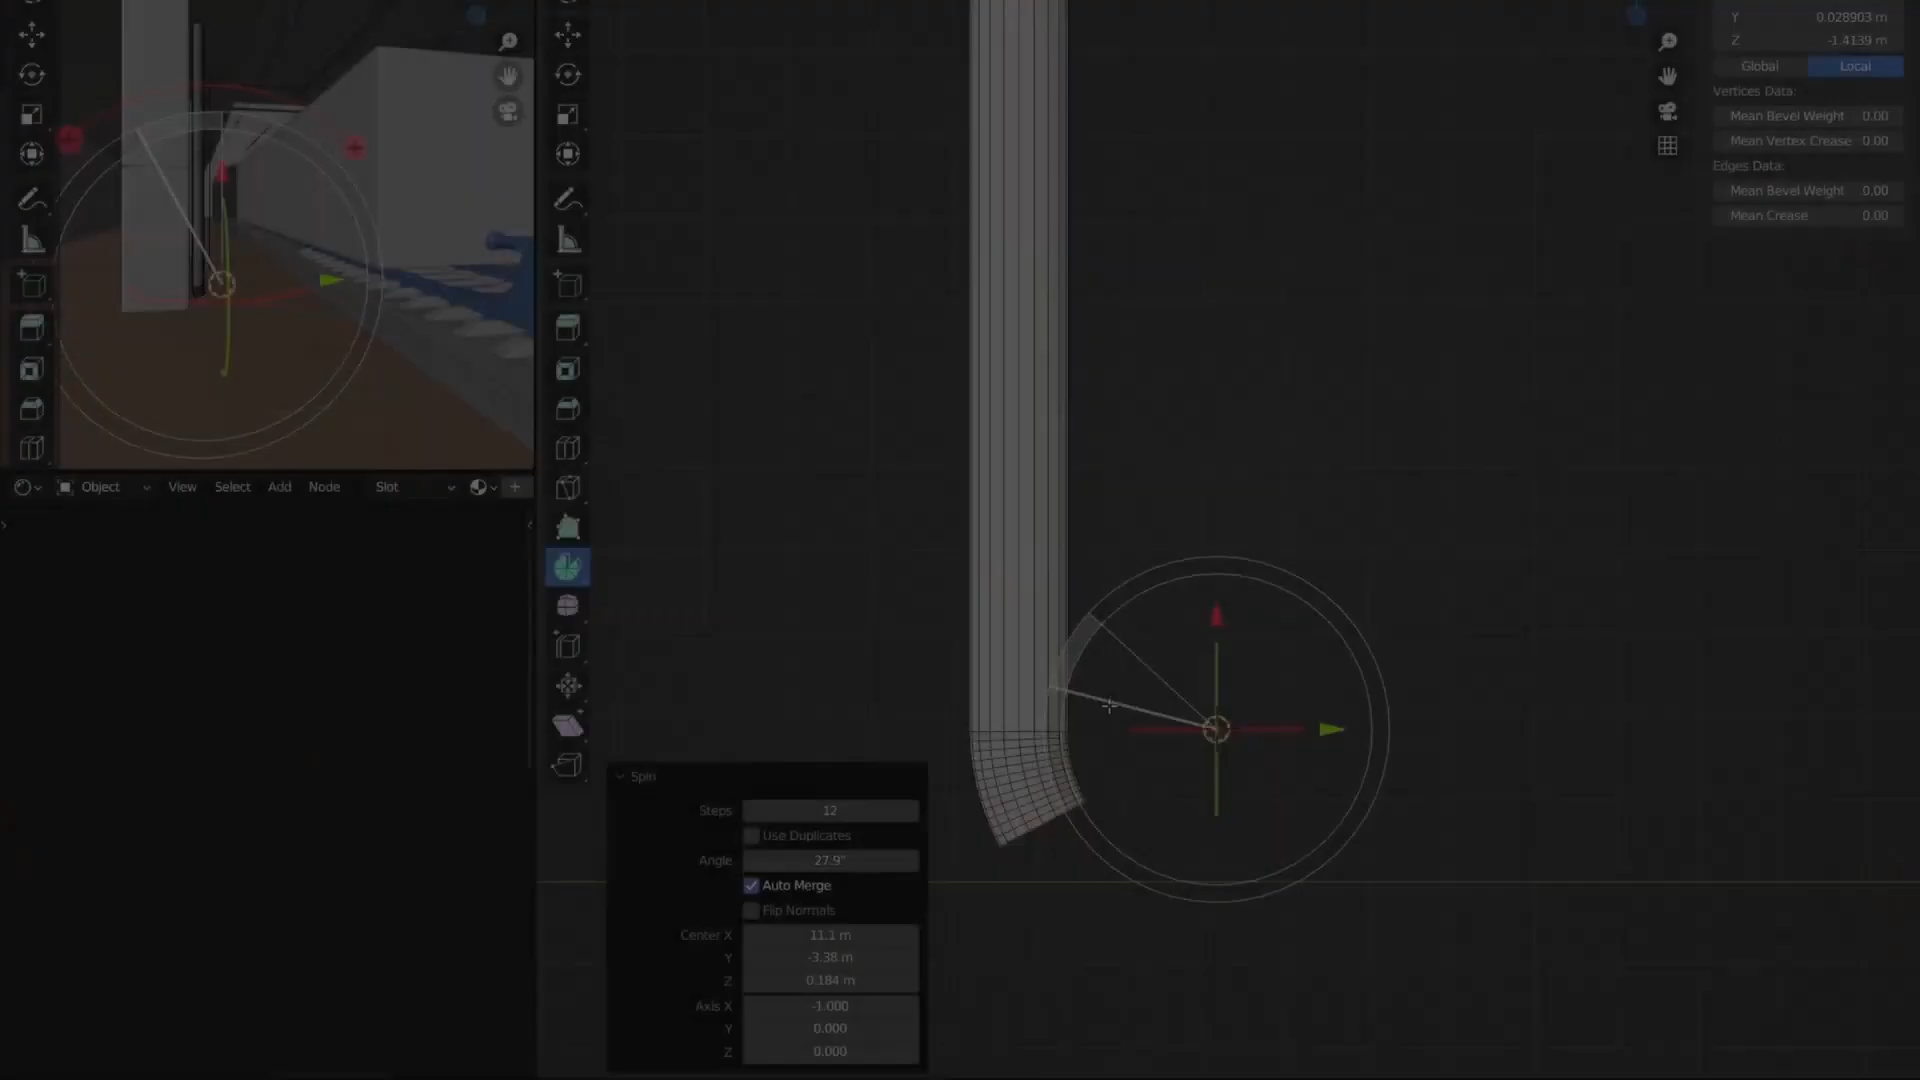 Y 0.028903 m
Z -1.4139 m
Global Local
Vertices Data:
Mean Bevel Weight 0.00
Mean Vertex Crease 0.00
Edges Data:
Mean Bevel Weight 0.00
Mean Crease 0.00
Object View Select Add Node Slot
Spin
Steps 12
Use Duplicates
Angle 27.9°
Auto Merge
Flip Normals
Center X 11.1 m
Y -3.38 m
Z 0.184 m
Axis X -1.000
Y 0.000
Z 0.000